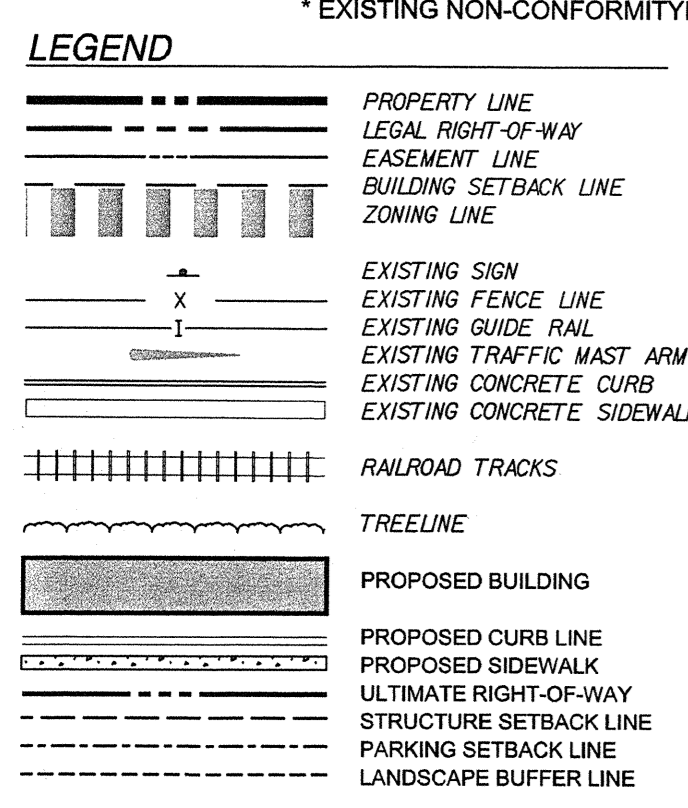 * EXISTING NON-CONFORMITY
LEGEND
PROPERTY LINE
LEGAL RIGHT-OF-WAY
EASEMENT LINE
BUILDING SETBACK LINE
ZONING LINE
EXISTING SIGN
X EXISTING FENCE LINE
I EXISTING GUIDE RAIL
EXISTING TRAFFIC MAST ARM
EXISTING CONCRETE CURB
EXISTING CONCRETE SIDEWAL
RAILROAD TRACKS
TREELINE
PROPOSED BUILDING
PROPOSED CURB LINE
PROPOSED SIDEWALK
ULTIMATE RIGHT-OF-WAY
STRUCTURE SETBACK LINE
PARKING SETBACK LINE
LANDSCAPE BUFFER LINE